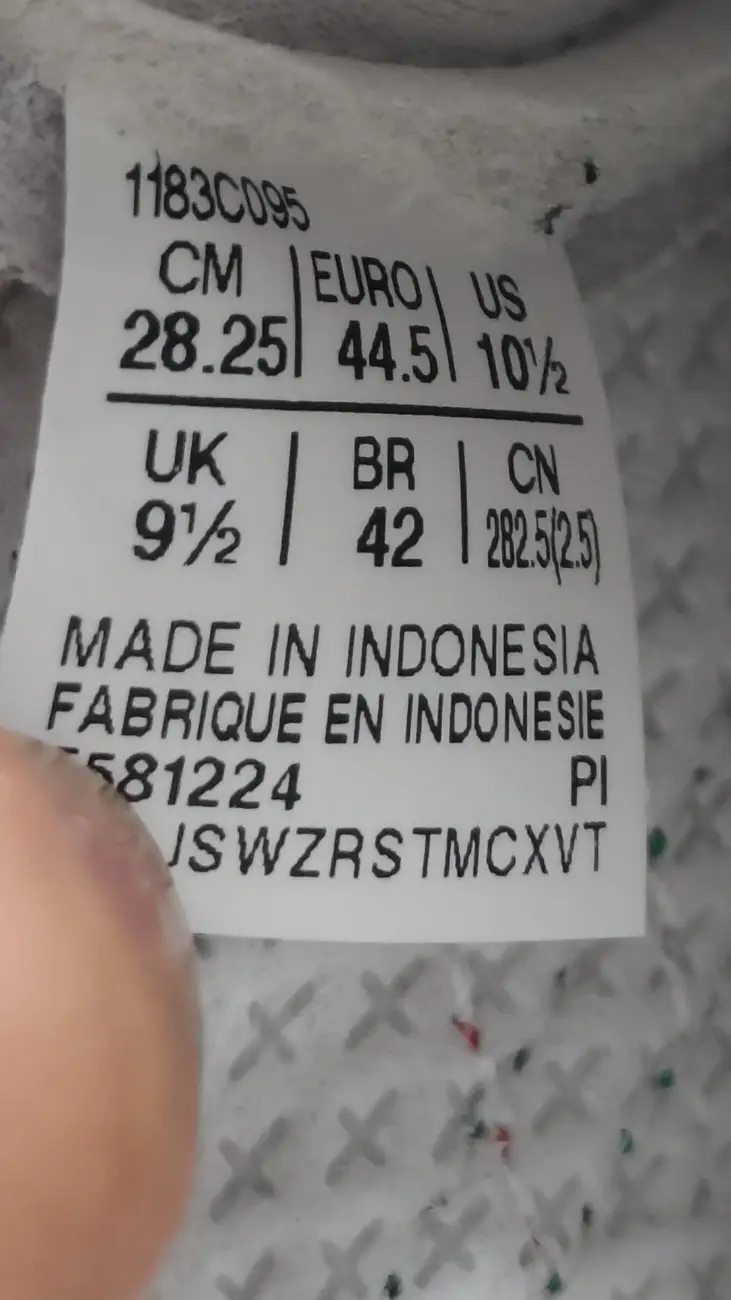 1183C095
CM EURO US
28.25 44.5 10½
UK BR CN
9½ 42 282.5(2.5)
MADE IN INDONESIA
FABRIQUE EN INDONESIE
581224 PI
JSWZRSTMCXVT